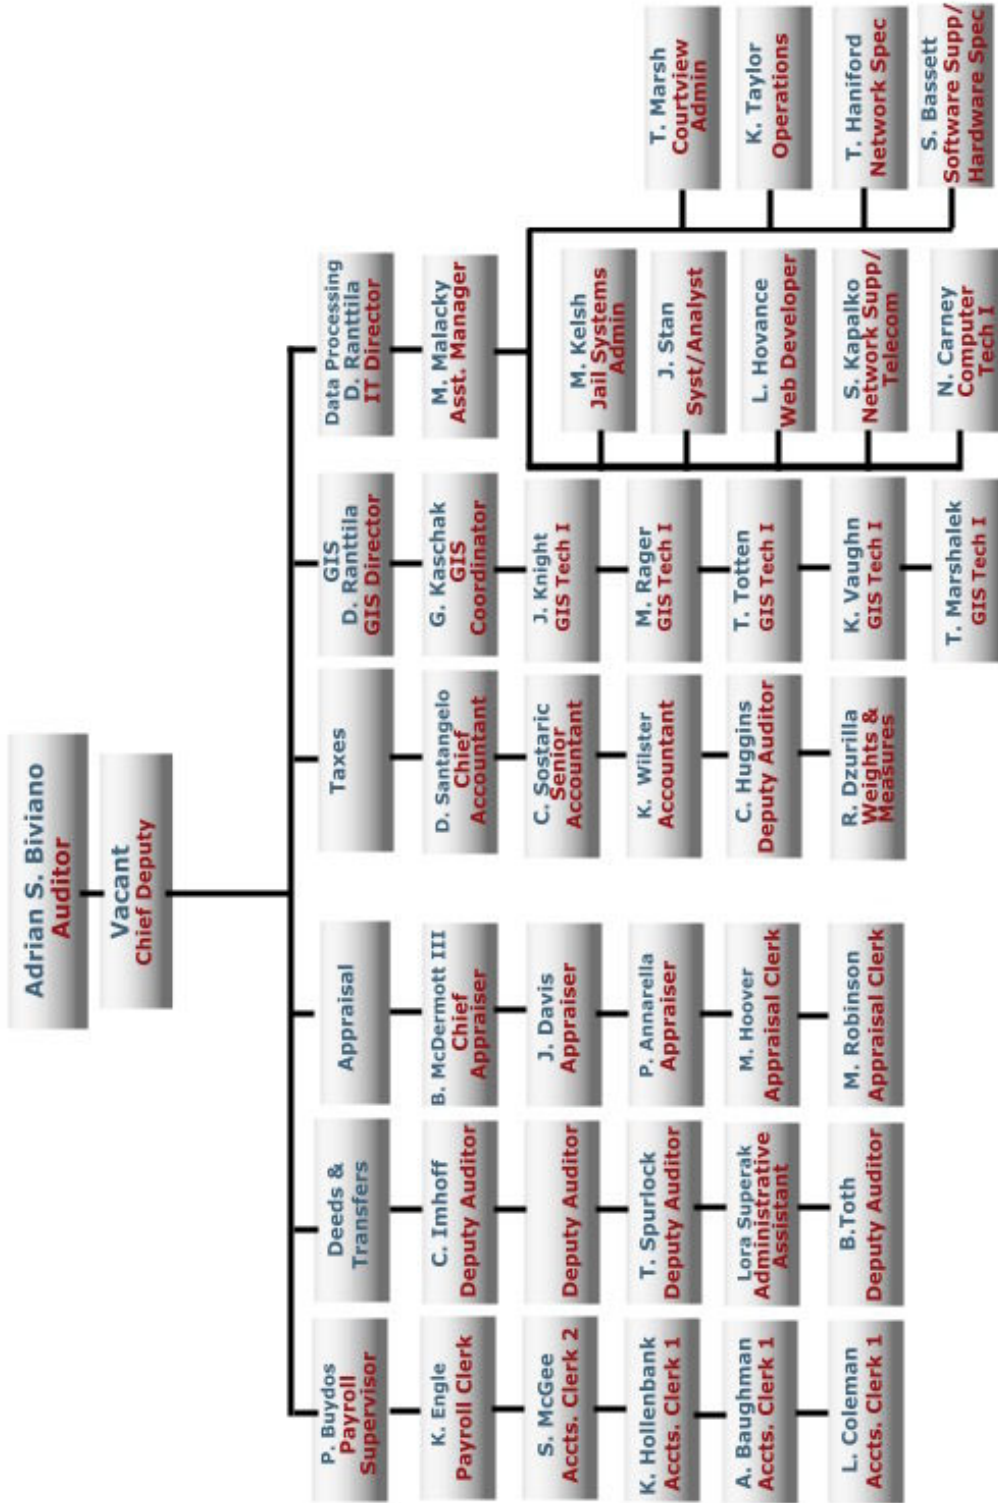 Adrian S. Biviano
Auditor
Vacant
Chief Deputy
P. Buydos
Payroll
Supervisor
K. Engle
Payroll Clerk
S. McGee
Accts. Clerk 2
K. Hollenbank
Accts. Clerk 1
A. Baughman
Accts. Clerk 1
L. Coleman
Accts. Clerk 1
Deeds &
Transfers
C. Imhoff
Deputy Auditor
Deputy Auditor
T. Spurlock
Deputy Auditor
Lora Superak
Administrative
Assistant
B.Toth
Deputy Auditor
Appraisal
B. McDermott III
Chief
Appraiser
J. Davis
Appraiser
P. Annarella
Appraiser
M. Hoover
Appraisal Clerk
M. Robinson
Appraisal Clerk
Taxes
D. Santangelo
Chief
Accountant
C. Sostaric
Senior
Accountant
K. Wilster
Accountant
C. Huggins
Deputy Auditor
R. Dzurilla
Weights &
Measures
GIS
D. Ranttila
GIS Director
G. Kaschak
GIS
Coordinator
J. Knight
GIS Tech I
M. Rager
GIS Tech I
T. Totten
GIS Tech I
K. Vaughn
GIS Tech I
T. Marshalek
GIS Tech I
Data Processing
D. Ranttila
IT Director
M. Malacky
Asst. Manager
M. Kelsh
Jail Systems
Admin
J. Stan
Syst/Analyst
L. Hovance
Web Developer
S. Kapalko
Network Supp/
Telecom
N. Carney
Computer
Tech I
T. Marsh
Courtview
Admin
K. Taylor
Operations
T. Haniford
Network Spec
S. Bassett
Software Supp/
Hardware Spec